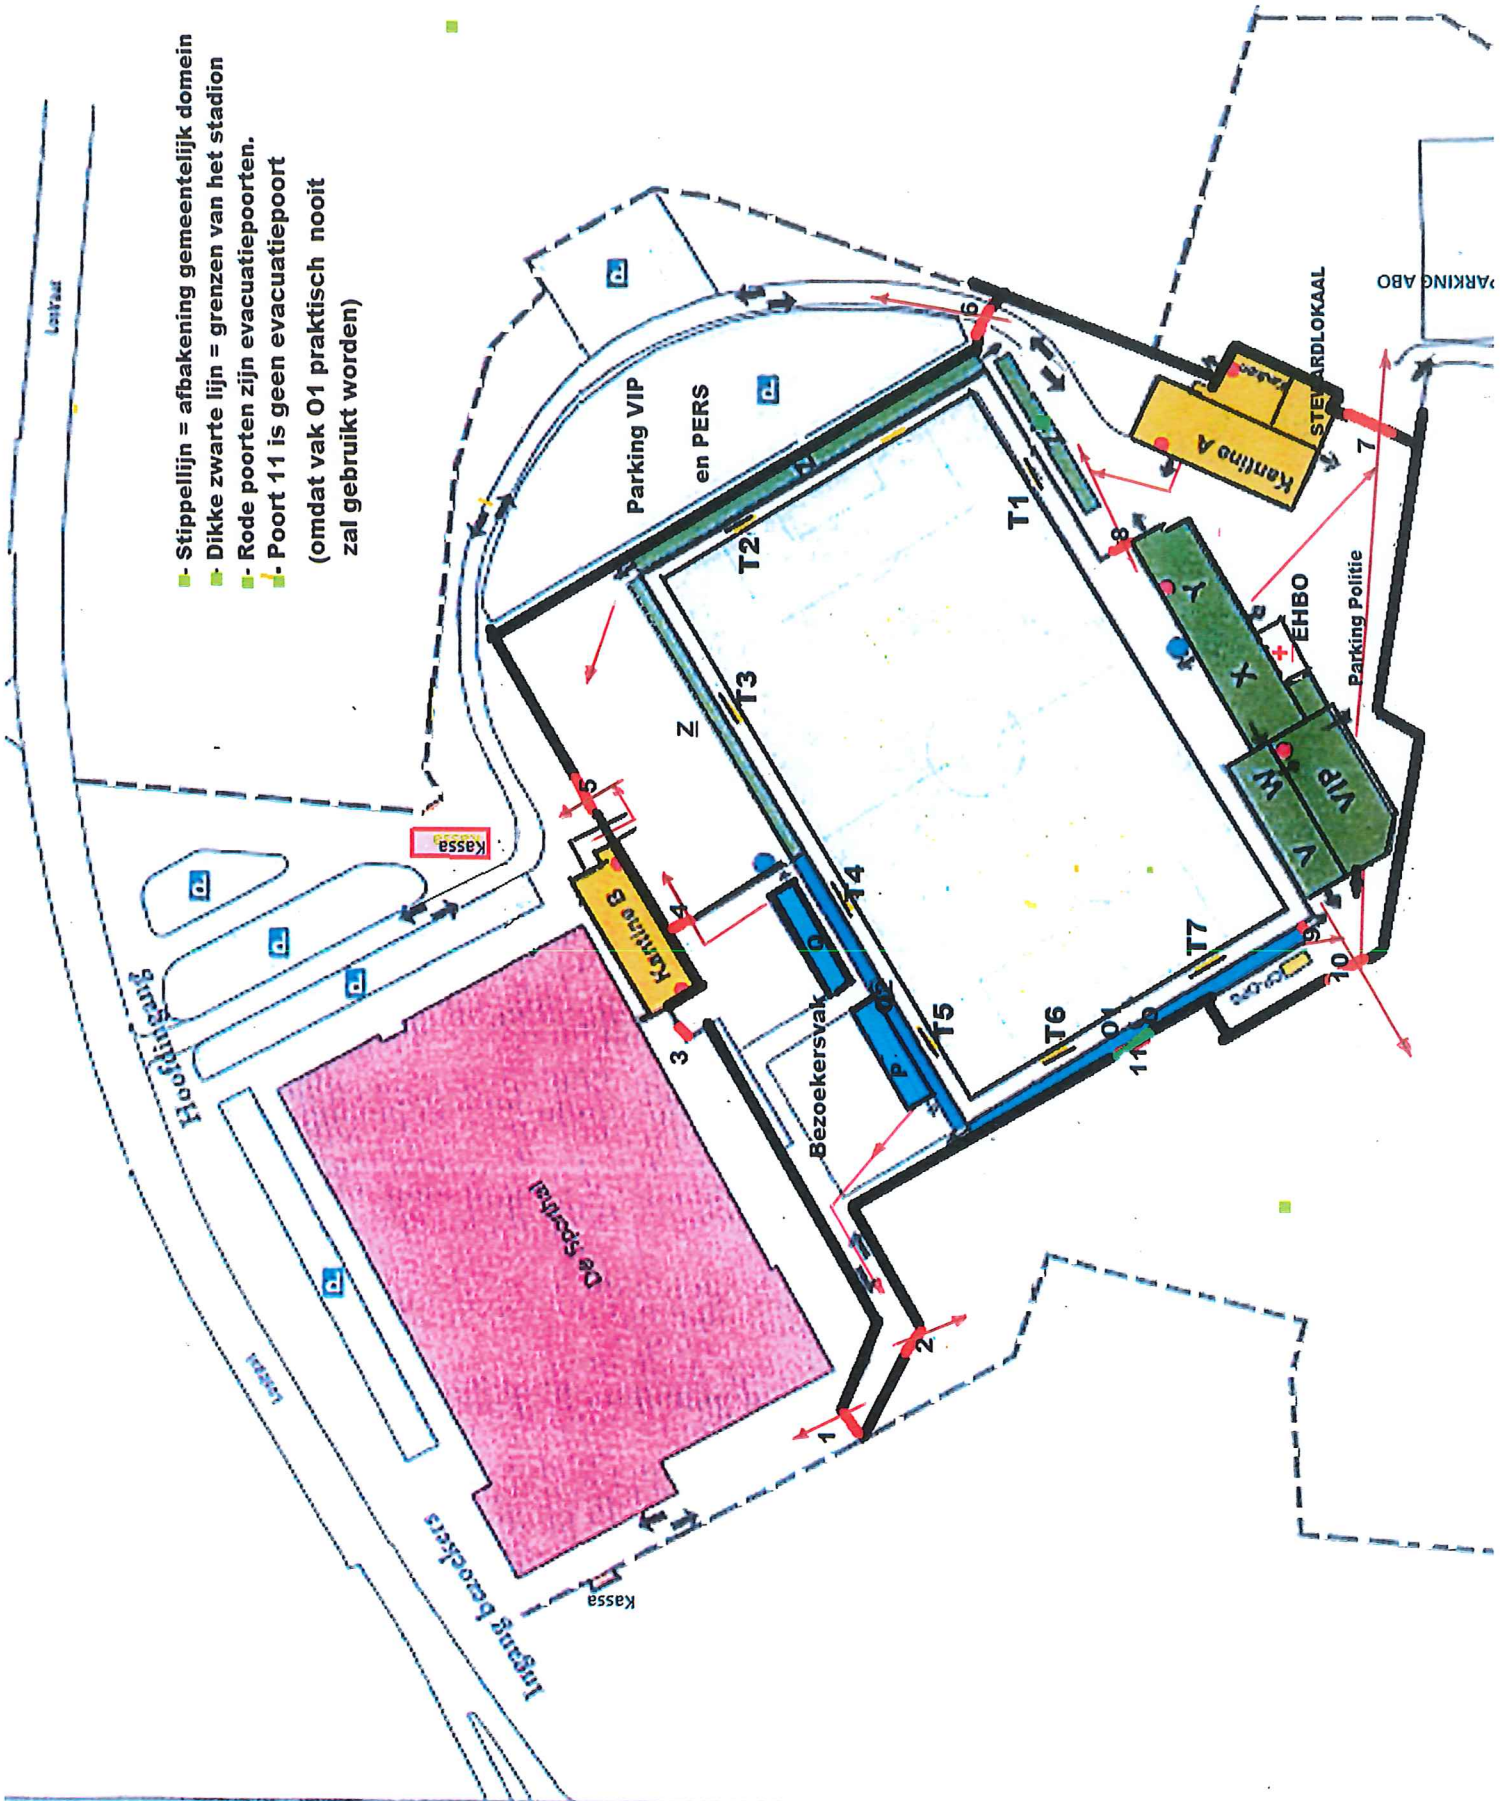 - Stippellijn = afbakening gemeentelijk domein
- Dikke zwarte lijn = grenzen van het stadion
- Rode poorten zijn evacuatiepoorten.
- Poort 11 is geen evacuatiepoort
(omdat vak O1 praktisch nooit
zal gebruikt worden)
Hoofdingang
Kassa
Parking VIP
en PERS
Kantine B
De Sporthal
Ingang bezoekers
Kassa
Bezoekersvak
Q
P
Z
Z
T1
T2
T3
T4
T5
T6
T7
O1
1
2
3
4
5
6
7
8
9
10
11
Kantine A
STEWARDLOKAAL
PARKING ABO
Y
X
W
V
VIP
EHBO
Parking Politie